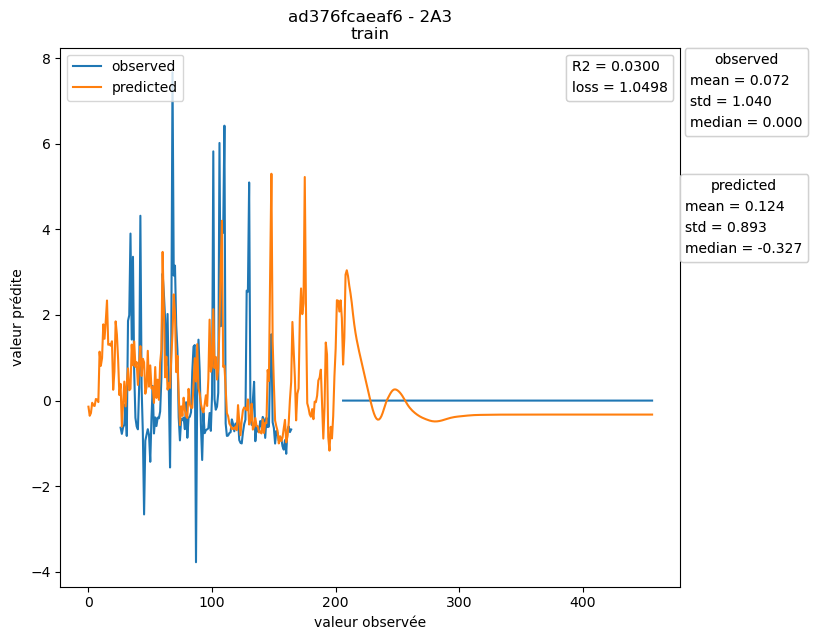 ad376fcaeaf6 - 2A3
train
observed
predicted
R2 = 0.0300
loss = 1.0498
observed
mean = 0.072
std = 1.040
median = 0.000
predicted
mean = 0.124
std = 0.893
median = -0.327
valeur prédite
8
6
4
2
0
−2
−4
0
100
200
300
400
valeur observée